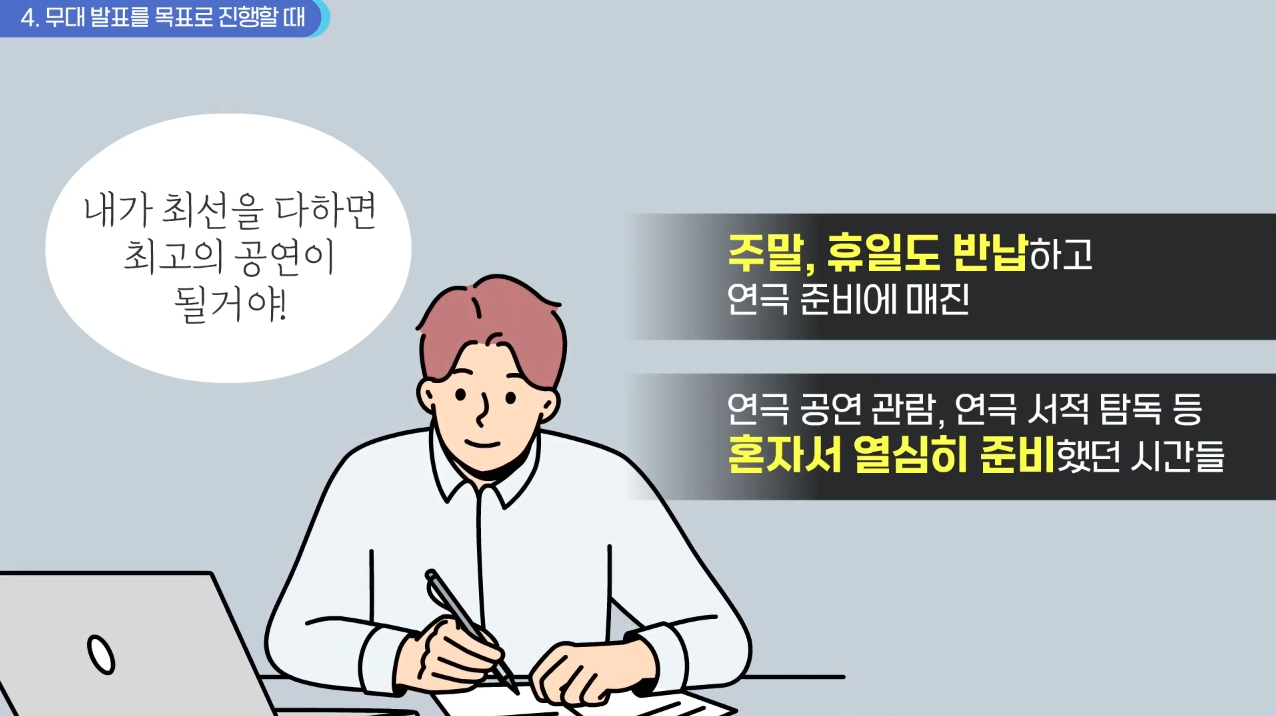 4. 무대 발표를 목표로 진행할 때
내가 최선을 다하면
최고의 공연이
될거야!
주말, 휴일도 반납하고
연극 준비에 매진
연극 공연 관람, 연극 서적 탐독 등
혼자서 열심히 준비했던 시간들